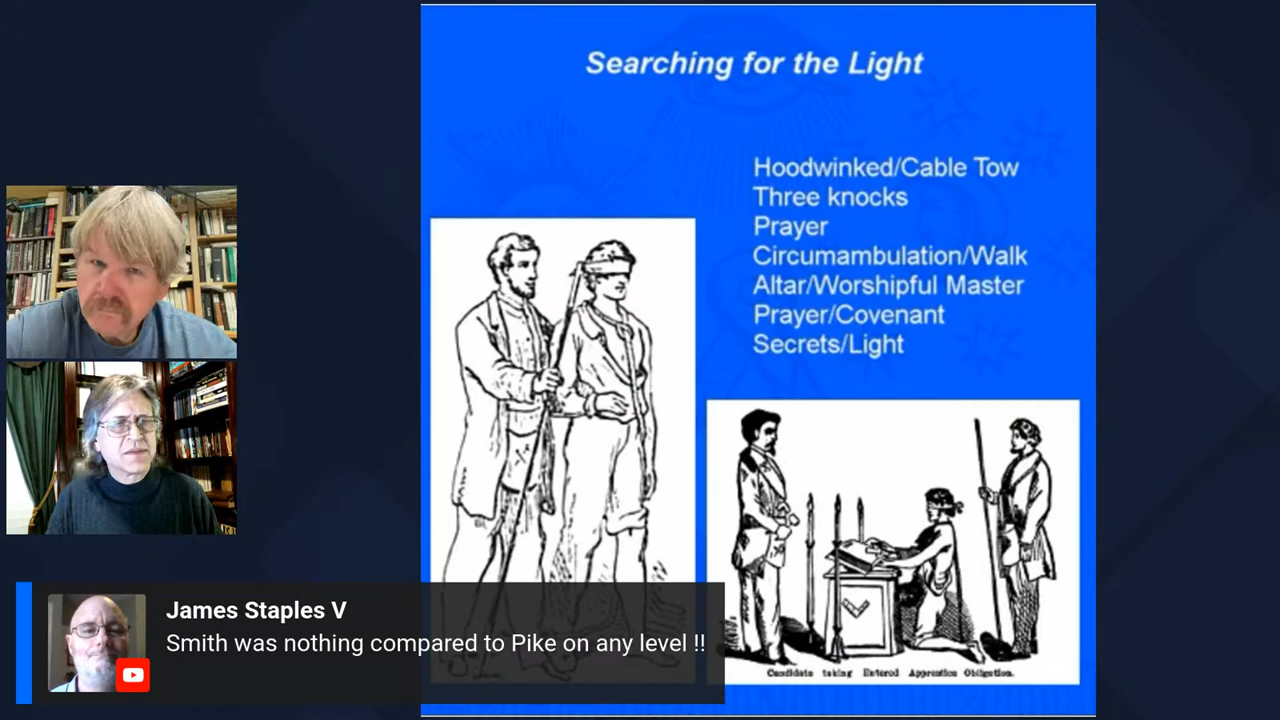 Searching for the Light
Hoodwinked/Cable Tow
Three knocks
Prayer
Circumambulation/Walk
Altar/Worshipful Master
Prayer/Covenant
Secrets/Light
Candidate taking Entered Apprentice Obligation.
James Staples V
Smith was nothing compared to Pike on any level !!